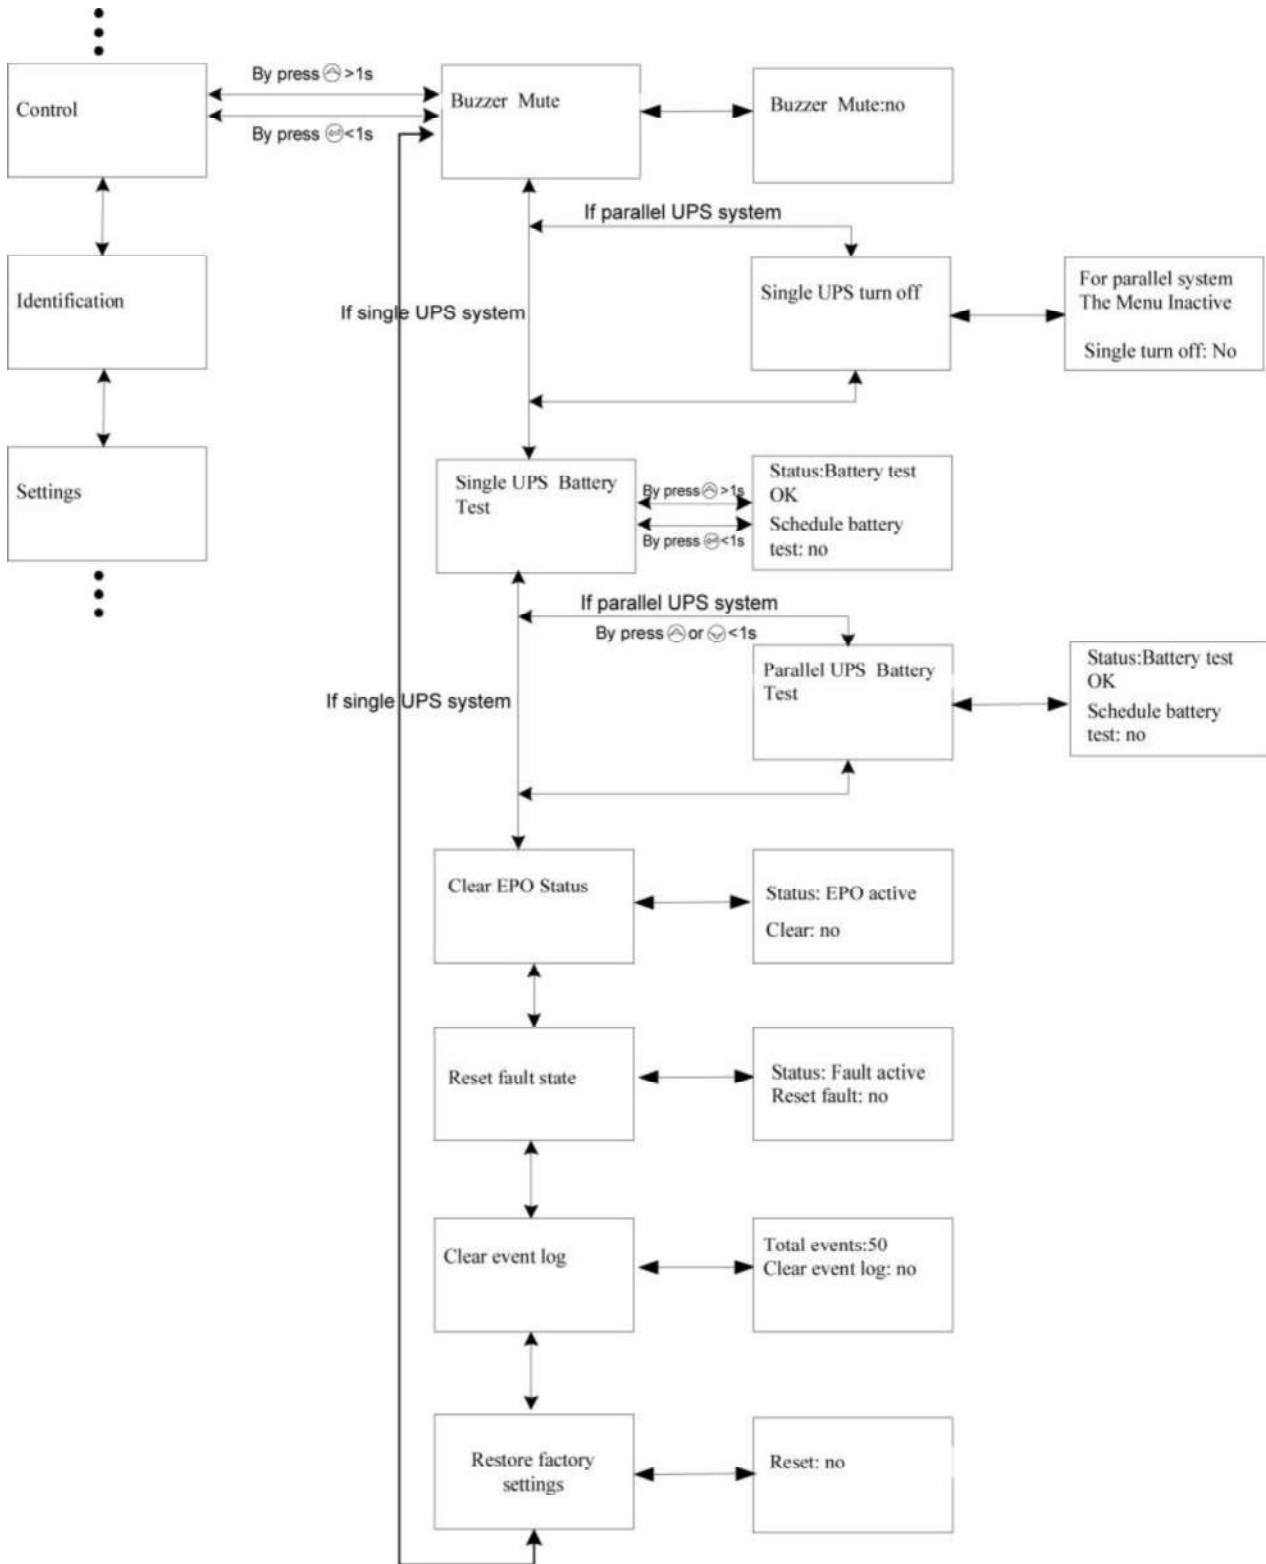 By press >1s
Control
Buzzer Mute
Buzzer Mute:no
By press <1s
If parallel UPS system
Identification
If single UPS system
Single UPS turn off
For parallel system
The Menu Inactive
Single turn off: No
Settings
Single UPS Battery
Test
By press >1s
By press <1s
Status:Battery test
OK
Schedule battery
test: no
If parallel UPS system
By press or <1s
If single UPS system
Parallel UPS Battery
Test
Status:Battery test
OK
Schedule battery
test: no
Clear EPO Status
Status: EPO active
Clear: no
Reset fault state
Status: Fault active
Reset fault: no
Clear event log
Total events:50
Clear event log: no
Restore factory
settings
Reset: no